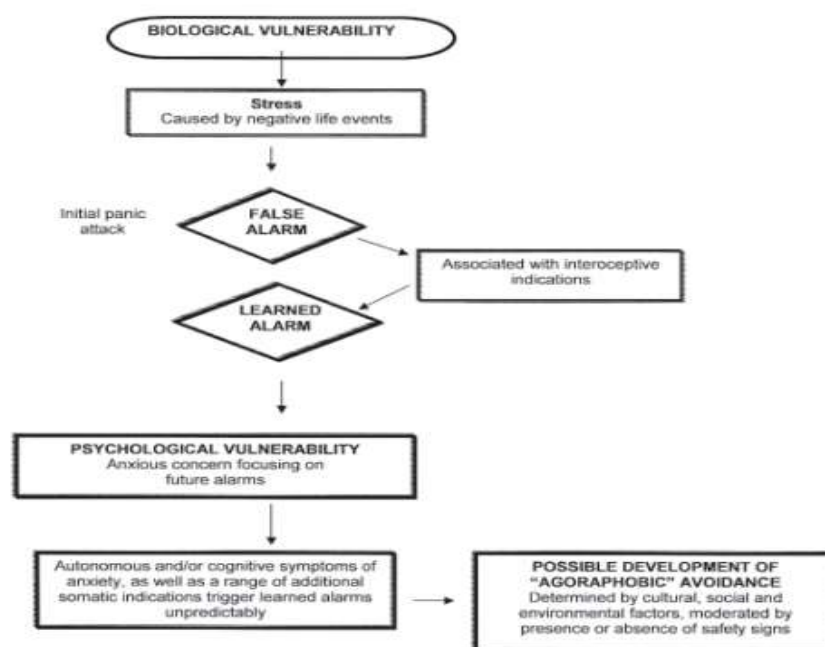 BIOLOGICAL VULNERABILITY
Stress
Caused by negative life events
Initial panic
attack
FALSE
ALARM
Associated with interoceptive
indications
LEARNED
ALARM
PSYCHOLOGICAL VULNERABILITY
Anxious concern focusing on
future alarms
Autonomous and/or cognitive symptoms of
anxiety, as well as a range of additional
somatic indications trigger learned alarms
unpredictably
POSSIBLE DEVELOPMENT OF
“AGORAPHOBIC” AVOIDANCE
Determined by cultural, social and
environmental factors, moderated by
presence or absence of safety signs